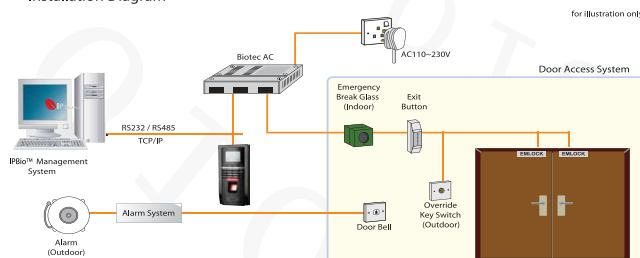 Installation Diagram
for illustration only
Biotec AC
AC110~230V
Door Access System
Emergency
Break Glass
(Indoor)
Exit
Button
RS232 / RS485
TCP/IP
IPBio™ Management
System
EMLOCK
EMLOCK
Alarm System
Door Bell
Override
Key Switch
(Outdoor)
Alarm
(Outdoor)